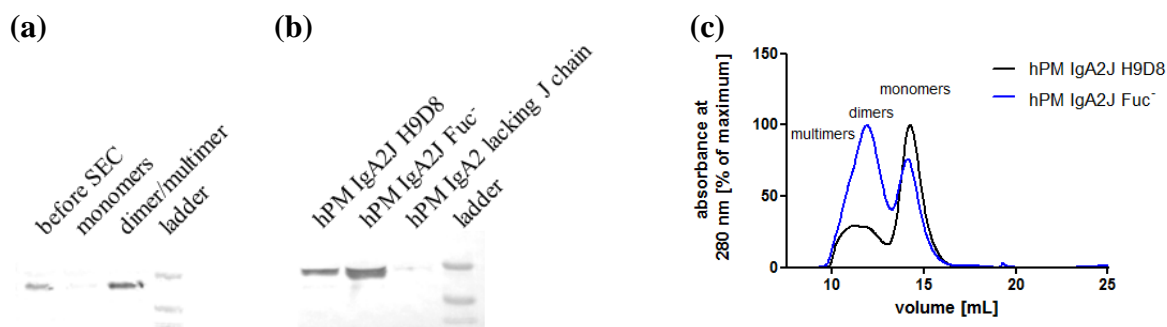 (a)
before SEC
monomers
dimer/multimer
ladder
(b)
hPM IgA2J H9D8
hPM IgA2J Fuc⁻
hPM IgA2 lacking J chain
ladder
(c)
absorbance at
280 nm [% of maximum]
150
100
50
0
multimers
dimers
monomers
hPM IgA2J H9D8
hPM IgA2J Fuc⁻
10
15
20
25
volume [mL]